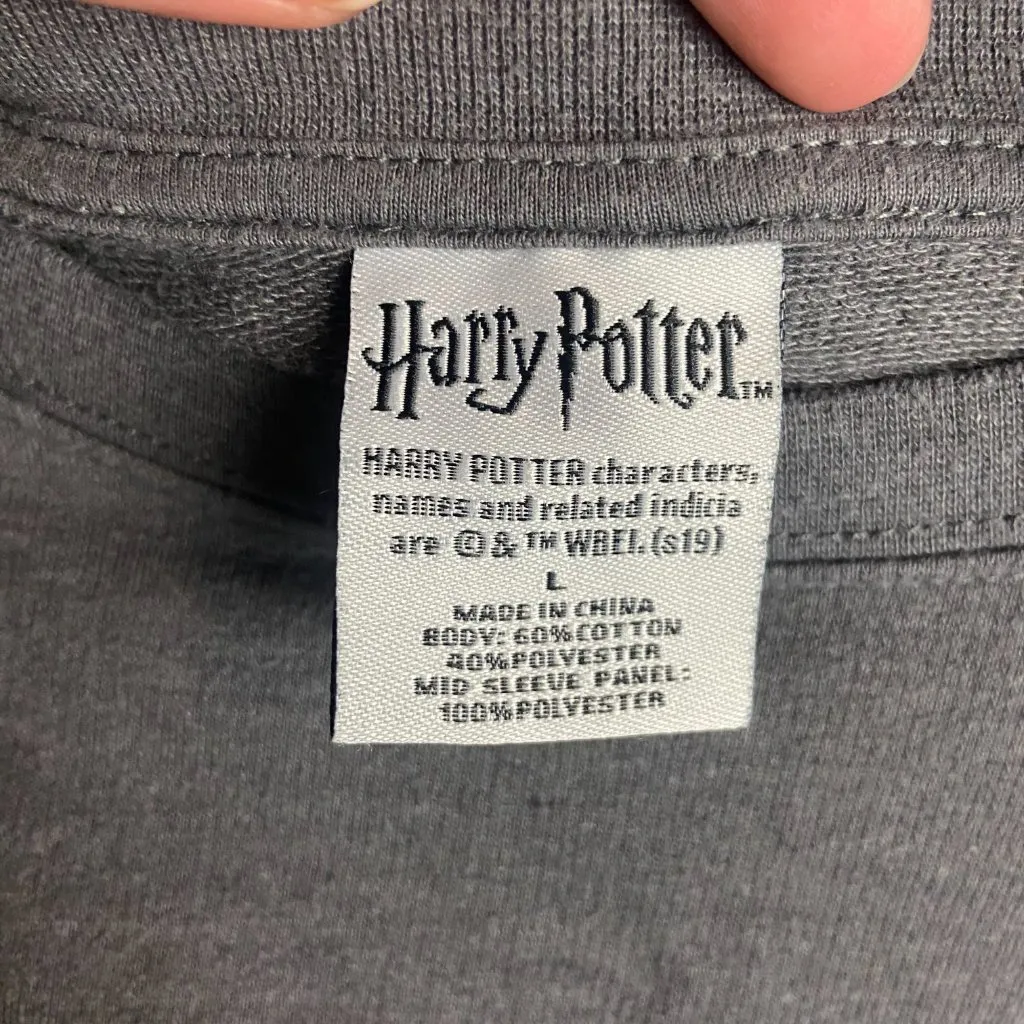 Harry Potter™
HARRY POTTER characters,
names and related indicia
are © & ™ WBEI. (s19)
L
MADE IN CHINA
BODY: 60% COTTON
40% POLYESTER
MID SLEEVE PANEL:
100% POLYESTER